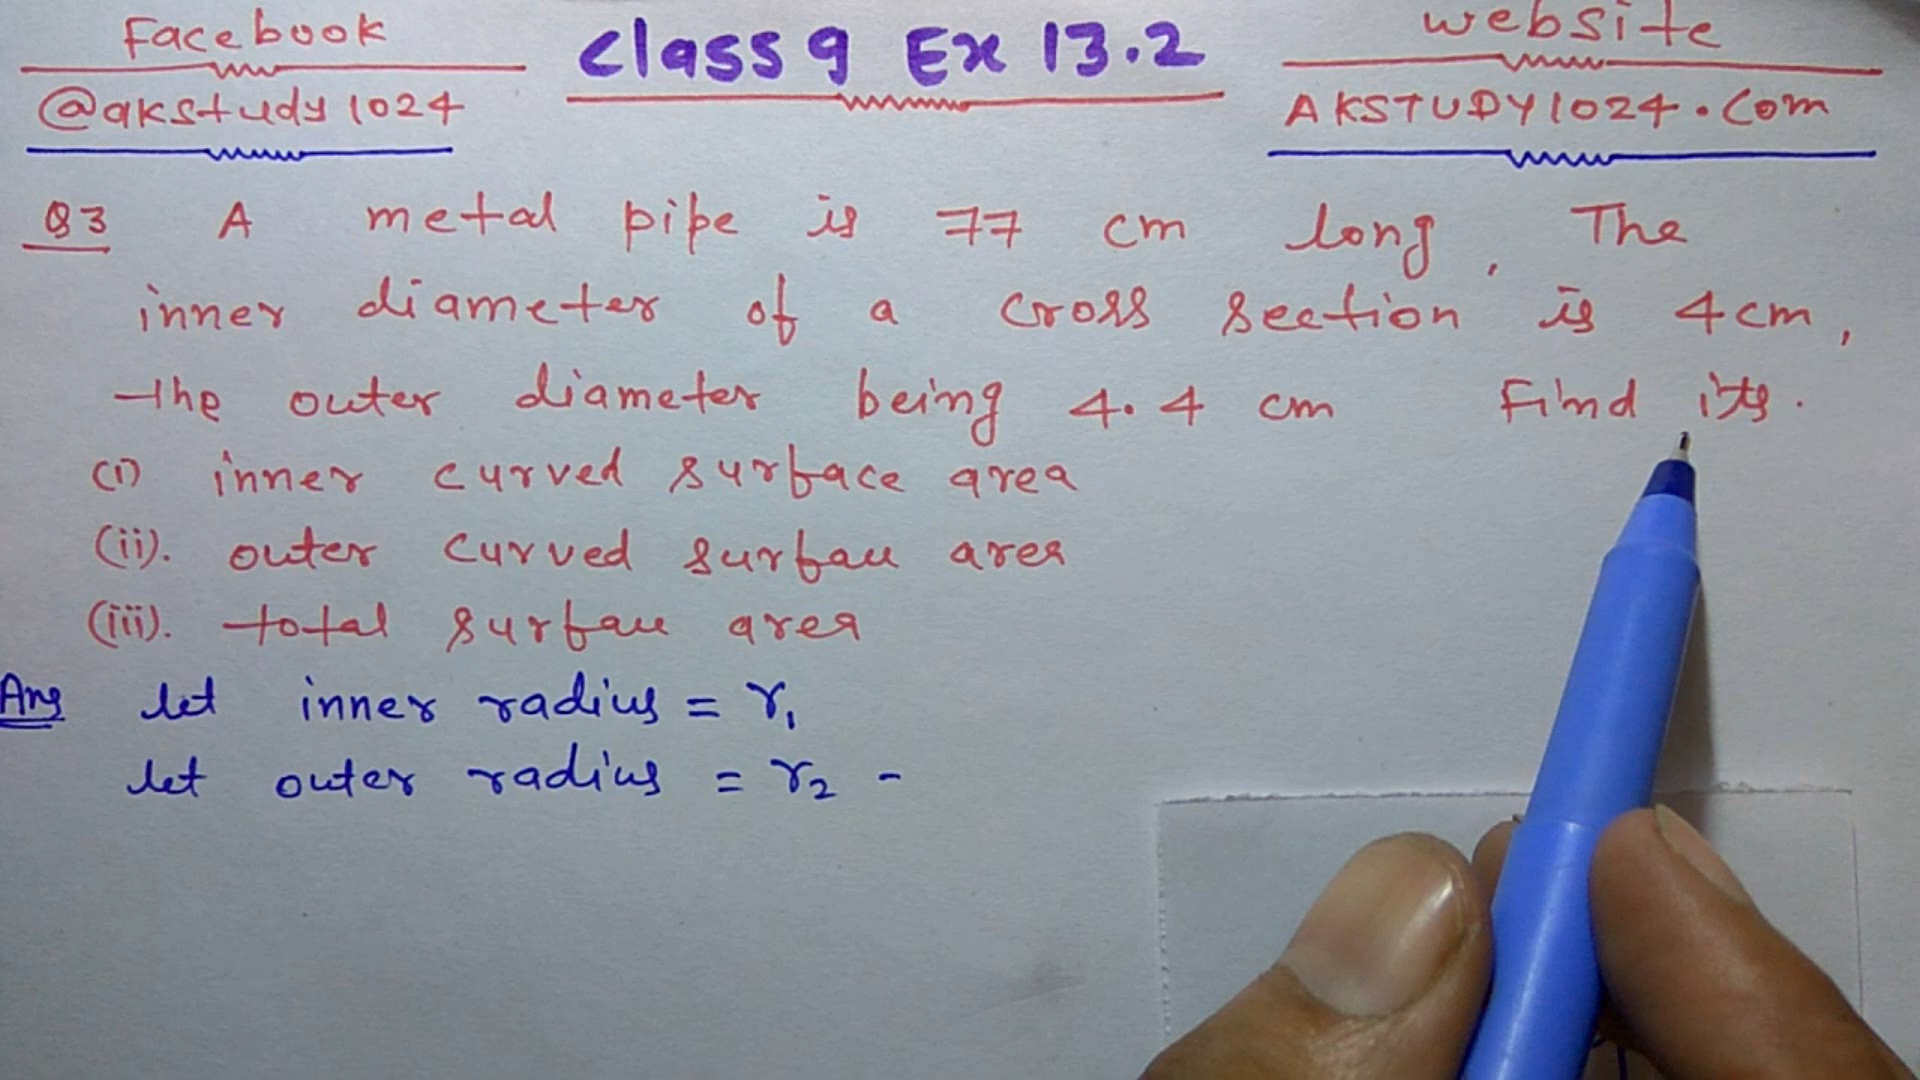 Facebook
@akstudy1024
Class 9 Ex 13.2
website
AKSTUDY1024.Com
Q3 A metal pipe is 77 cm long, The
inner diameter of a cross section is 4cm,
the outer diameter being 4.4 cm Find its.
(i) inner curved surface area
(ii). outer curved surface area
(iii). total surface area
Ans let inner radius = r₁
let outer radius = r₂ -